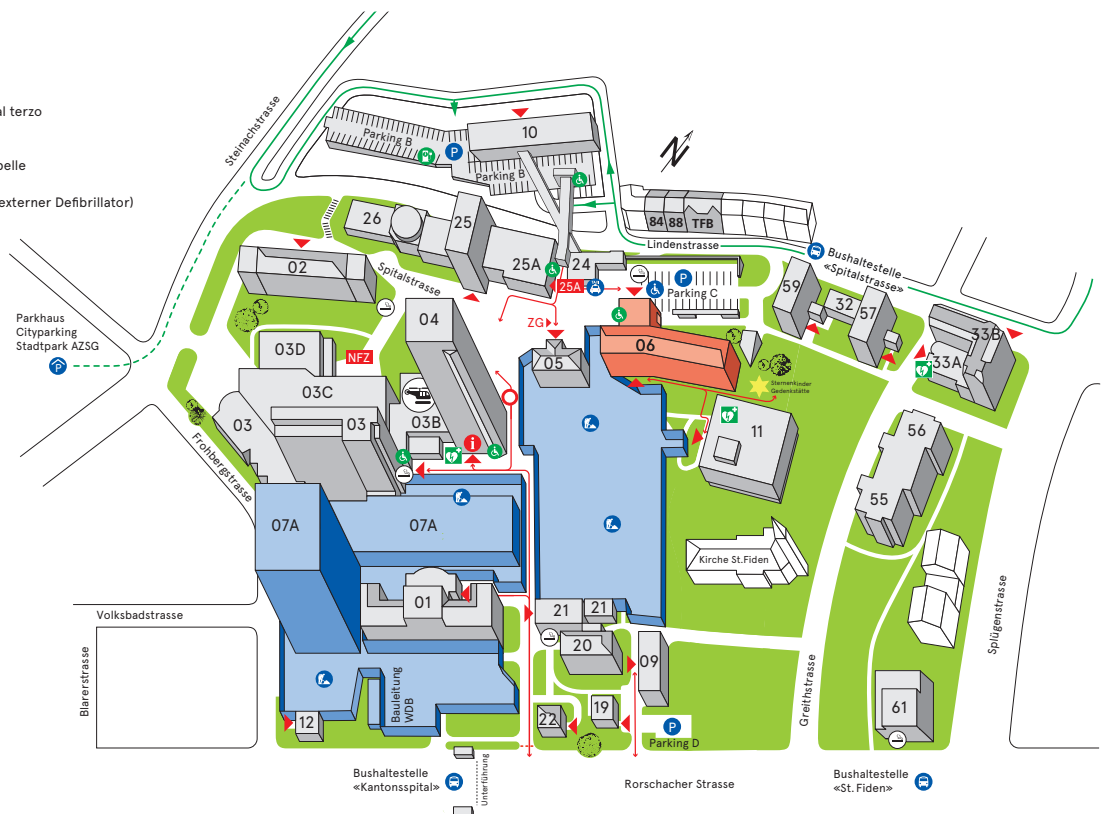 al terzo
pelle
externer Defibrillator)
Steinachstrasse
Parking B
P
10
Parking B
N
84 88 TFB
Lindenstrasse
Bushaltestelle
«Spitalstrasse»
26
25
25A
24
25A
P
Parking C
02
Spitalstrasse
ZG
59
32
57
33B
33A
Parkhaus
Cityparking
Stadtpark AZSG
P
04
03D
NFZ
05
06
Sternenkinder
Gedenkstätte
03C
03
03
03B
i
11
56
55
Frohbergstrasse
07A
07A
Kirche St.Fiden
Volksbadstrasse
01
21
21
20
09
Blarerstrasse
Bauleitung
WDB
12
22
19
P
Parking D
Greithstrasse
Splügenstrasse
61
Unterführung
Bushaltestelle
«Kantonsspital»
Rorschacher Strasse
Bushaltestelle
«St. Fiden»